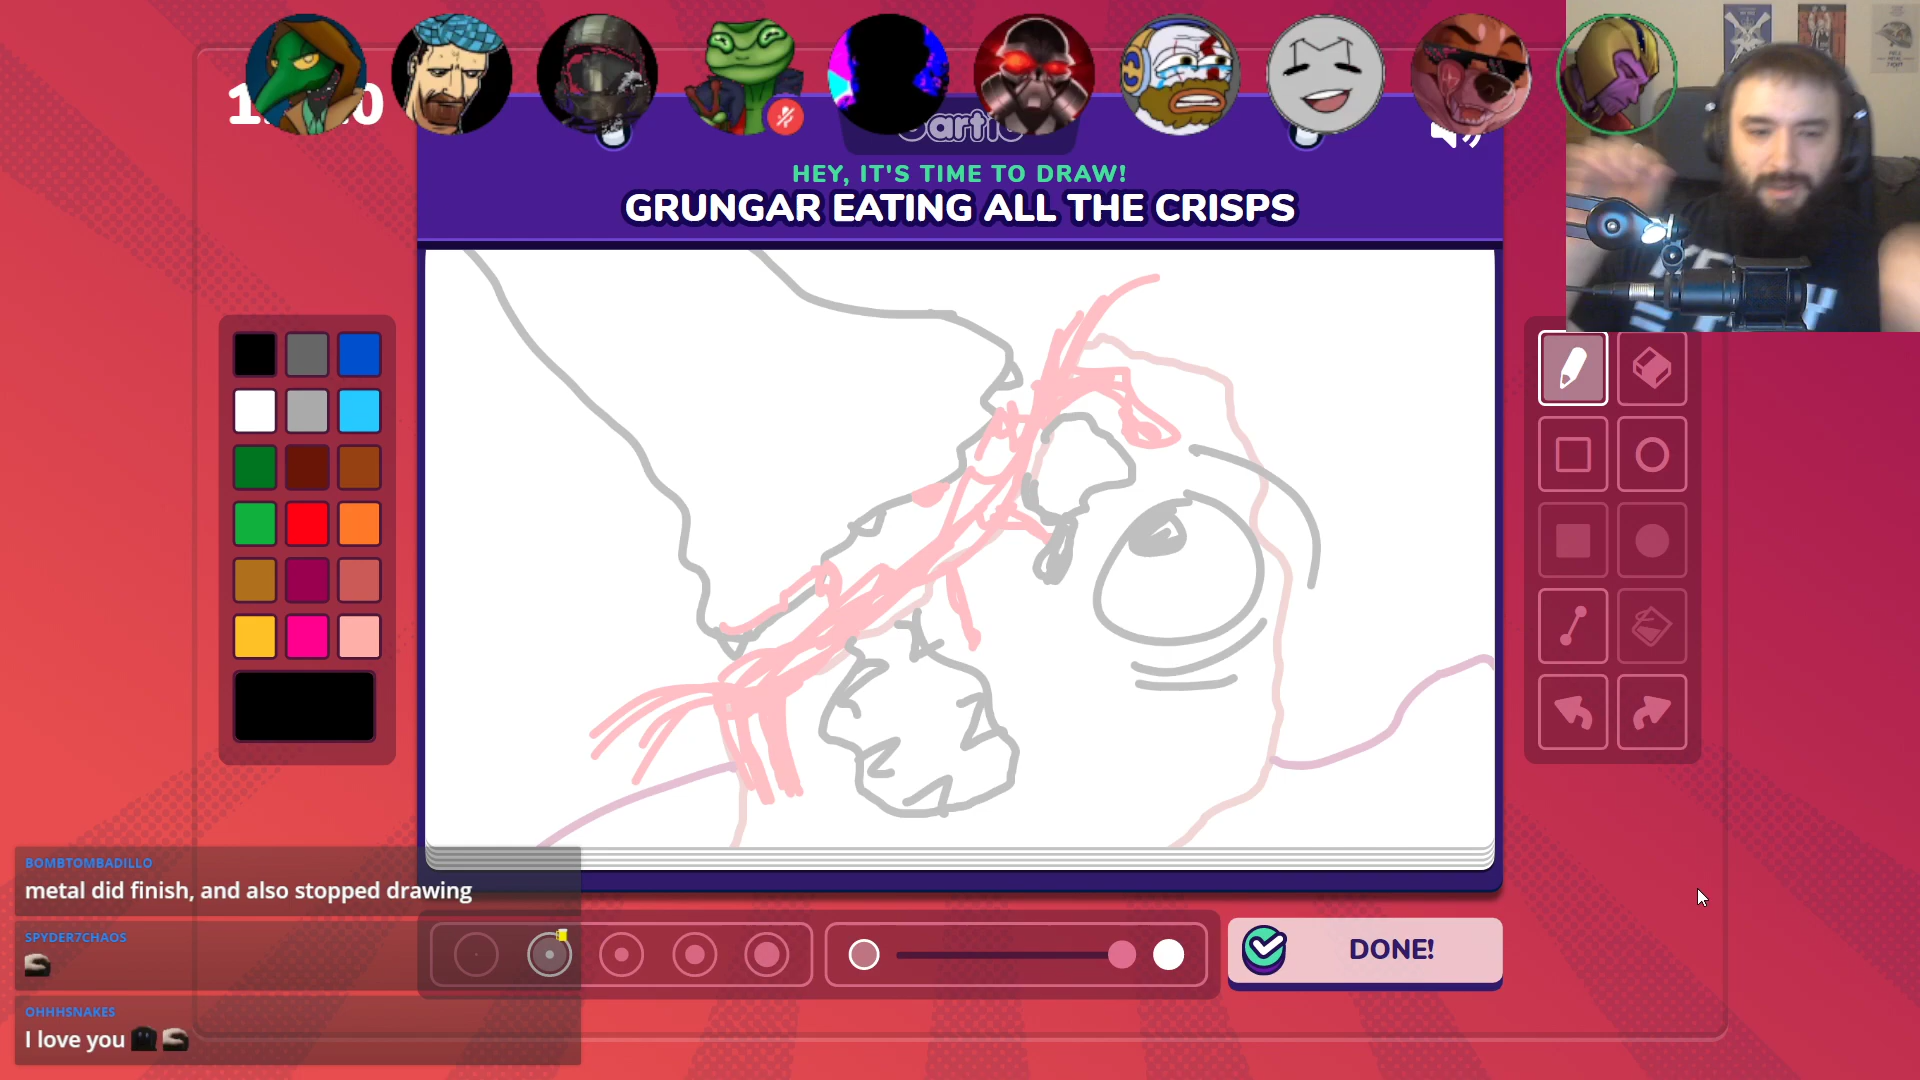 HEY, IT'S TIME TO DRAW!
GRUNGAR EATING ALL THE CRISPS
BOMBTOMBADILLO
metal did finish, and also stopped drawing
SPYDER7CHAOS
OHHHSNAKES
I love you
DONE!